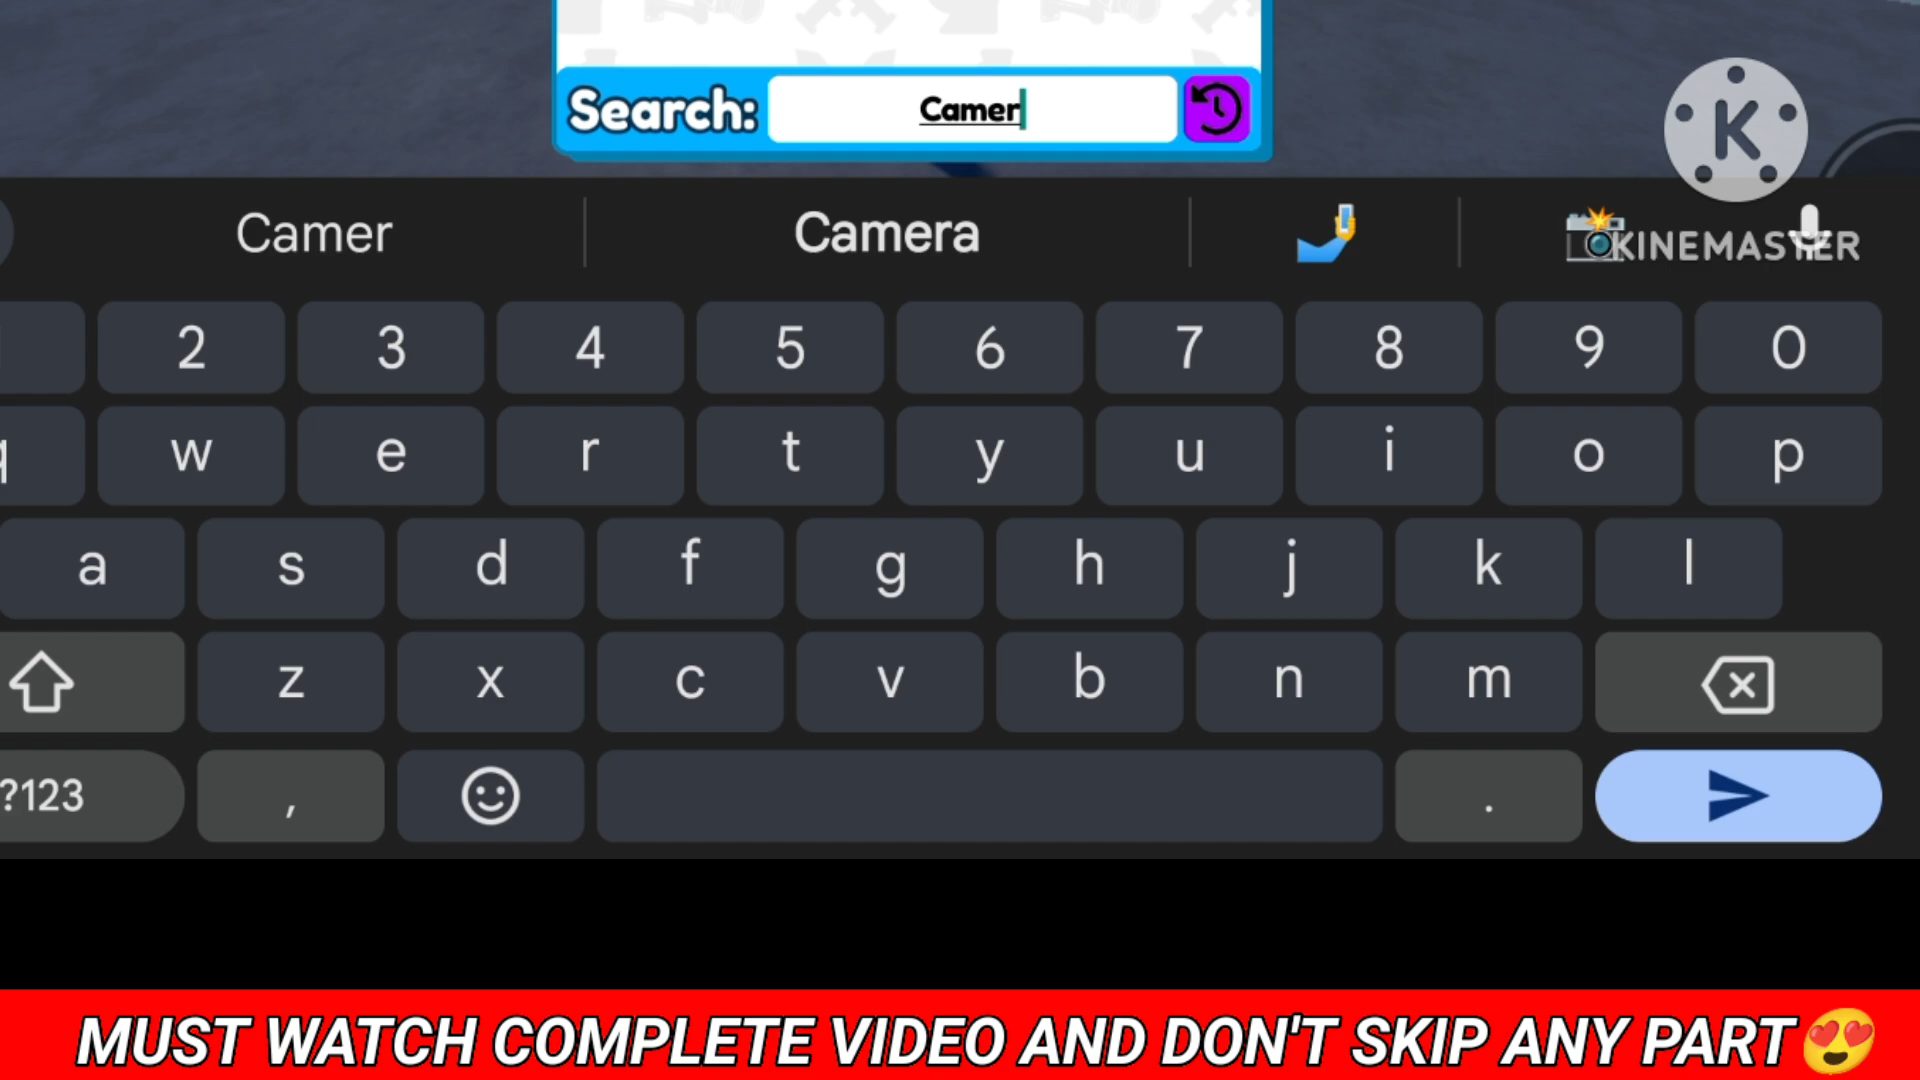 Search: Camer
K
KINEMASTER
Camer Camera
2 3 4 5 6 7 8 9 0
q w e r t y u i o p
a s d f g h j k l
z x c v b n m
?123 , .
MUST WATCH COMPLETE VIDEO AND DON'T SKIP ANY PART😍